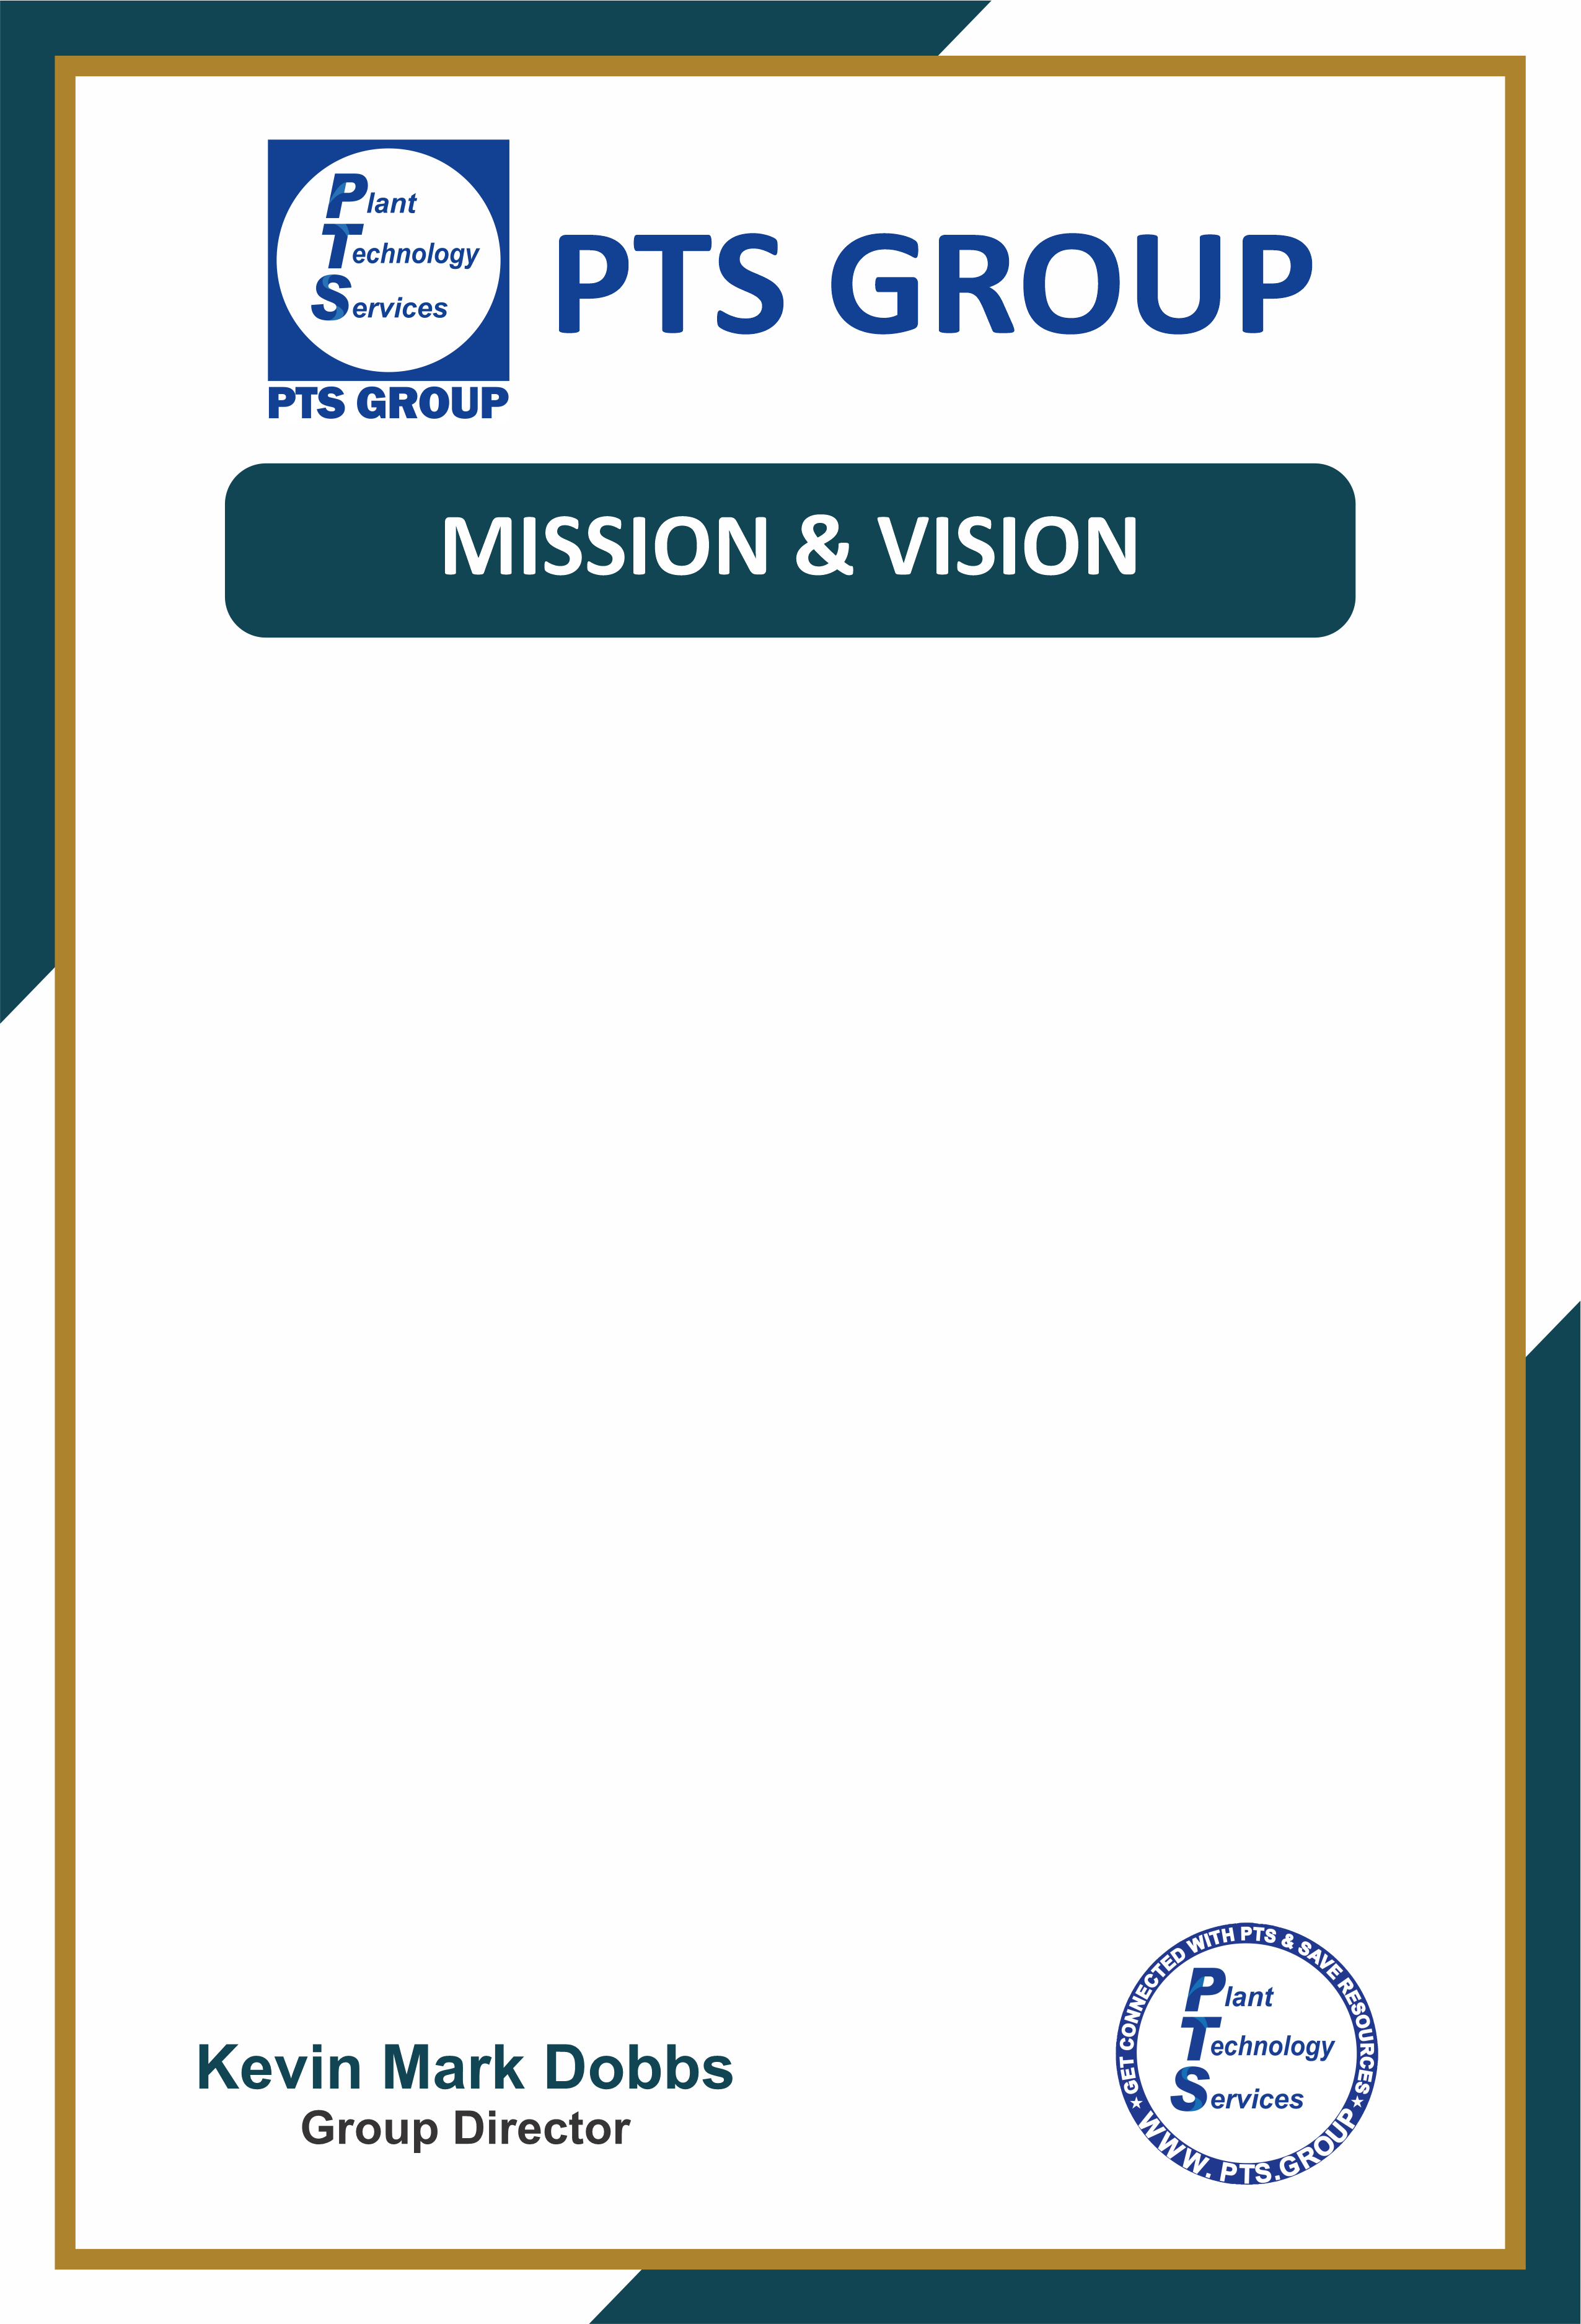 Plant
Technology
Services
PTS GROUP
PTS GROUP
MISSION & VISION
Kevin Mark Dobbs
Group Director
★ GET CONNECTED WITH PTS & SAVE RESOURCES ★
Plant
Technology
Services
WWW. PTS.GROUP